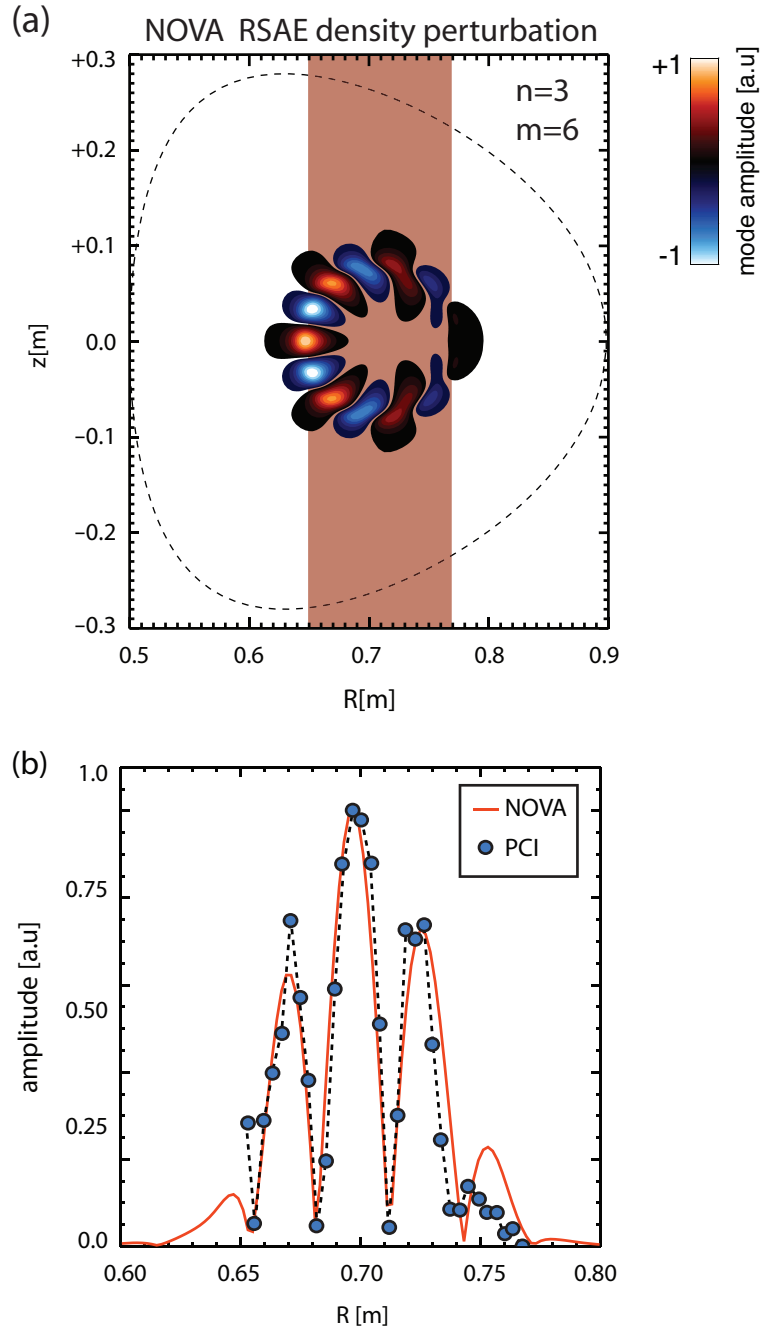 (a)
NOVA RSAE density perturbation
+0.3
+0.2
+0.1
0.0
−0.1
−0.2
−0.3
z[m]
n=3
m=6
0.5 0.6 0.7 0.8 0.9
R[m]
+1
-1
mode amplitude [a.u]
(b)
1.0
0.75
0.50
0.25
0.0
amplitude [a.u]
NOVA
PCI
0.60 0.65 0.70 0.75 0.80
R [m]